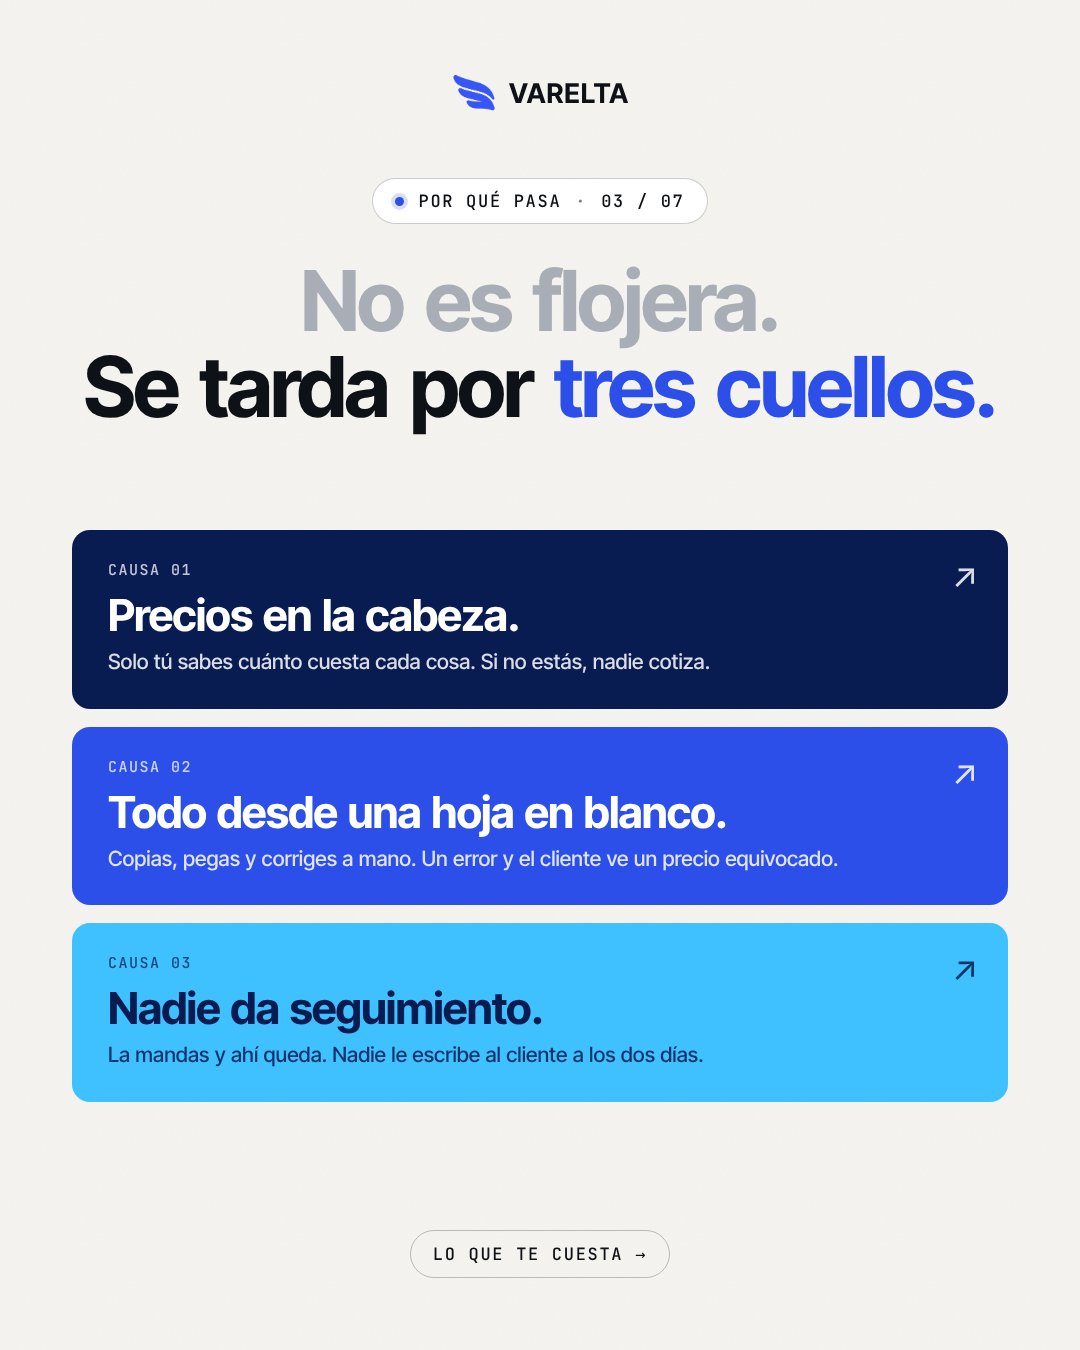 VARELTA
POR QUÉ PASA · 03 / 07
No es flojera.
Se tarda por tres cuellos.
CAUSA 01
Precios en la cabeza.
Solo tú sabes cuánto cuesta cada cosa. Si no estás, nadie cotiza.
CAUSA 02
Todo desde una hoja en blanco.
Copias, pegas y corriges a mano. Un error y el cliente ve un precio equivocado.
CAUSA 03
Nadie da seguimiento.
La mandas y ahí queda. Nadie le escribe al cliente a los dos días.
LO QUE TE CUESTA →